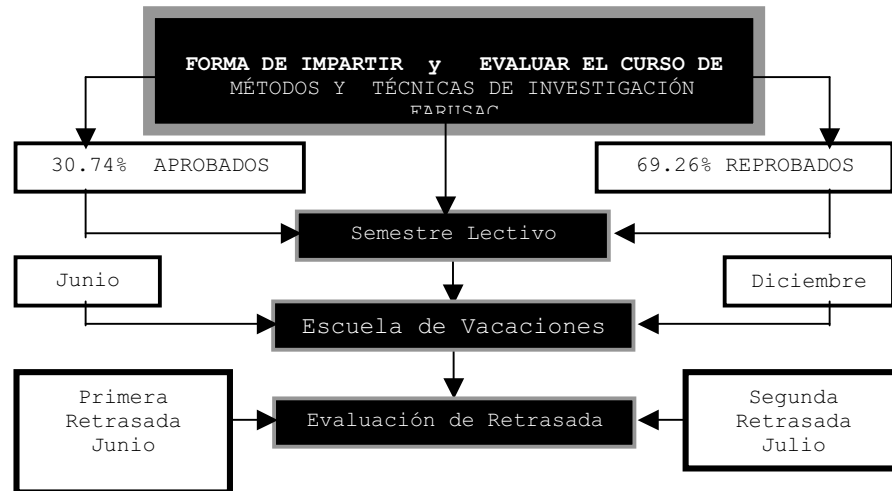 FORMA DE IMPARTIR y EVALUAR EL CURSO DE
MÉTODOS Y TÉCNICAS DE INVESTIGACIÓN
FARUSAC
30.74% APROBADOS
69.26% REPROBADOS
Semestre Lectivo
Junio
Diciembre
Escuela de Vacaciones
Primera
Retrasada
Junio
Evaluación de Retrasada
Segunda
Retrasada
Julio